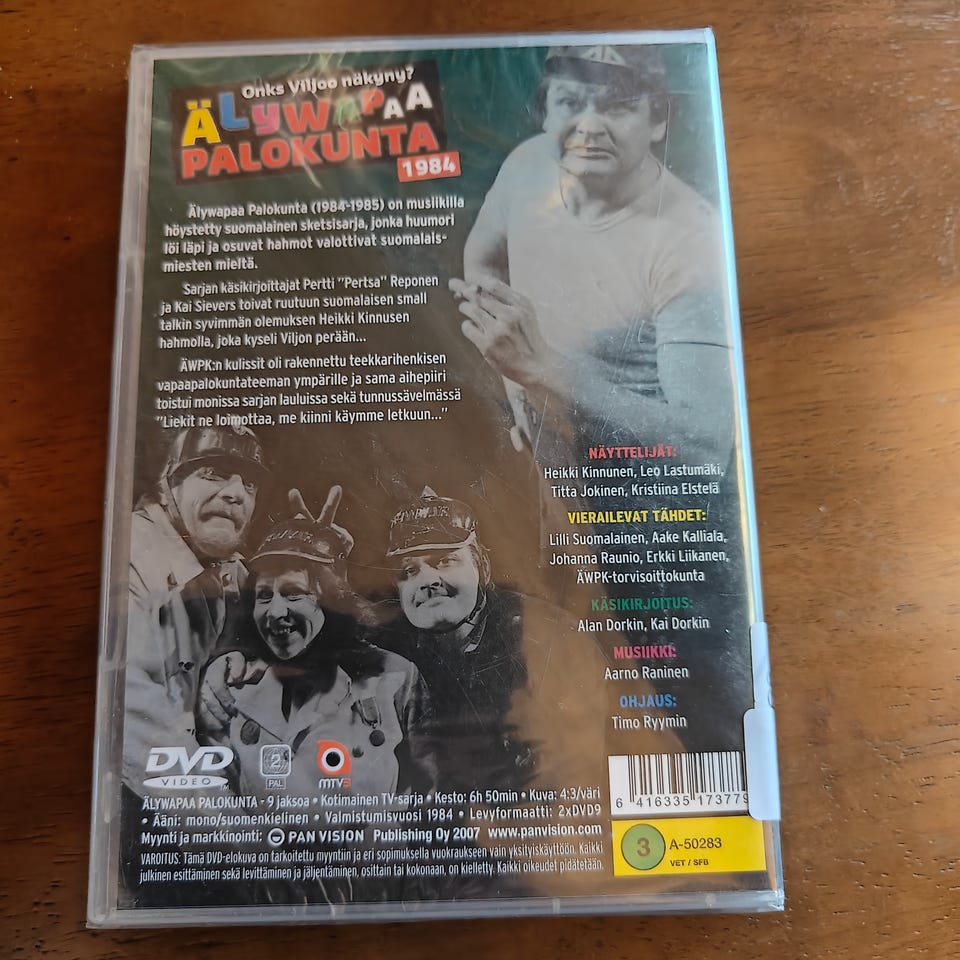 Onks Viljoo näkyny?
ÄLYWAPAA
PALOKUNTA
1984
Älywapaa Palokunta (1984-1985) on musiikilla
höystetty suomalainen sketsisarja, jonka huumori
löi läpi ja osuvat hahmot valottivat suomalais-
miesten mieltä.
Sarjan käsikirjoittajat Pertti "Pertsa" Reponen
ja Kai Sievers toivat ruutuun suomalaisen small
talkin syvimmän olemuksen Heikki Kinnusen
hahmolla, joka kyseli Viljon perään...
ÄWPK:n kulissit oli rakennettu teekkarihenkisen
vapaapalokuntateeman ympärille ja sama aihepiiri
toistui monissa sarjan lauluissa sekä tunnussävelmässä
"Liekit ne loimottaa, me kiinni käymme letkuun..."
NÄYTTELIJÄT:
Heikki Kinnunen, Leo Lastumäki,
Titta Jokinen, Kristiina Elstelä
VIERAILEVAT TÄHDET:
Lilli Suomalainen, Aake Kalliala,
Johanna Raunio, Erkki Liikanen,
ÄWPK-torvisoittokunta
KÄSIKIRJOITUS:
Alan Dorkin, Kai Dorkin
MUSIIKKI:
Aarno Raninen
OHJAUS:
Timo Ryymin
DVD
VIDEO
TM
2
PAL
MTV3
ÄLYWAPAA PALOKUNTA - 9 jaksoa • Kotimainen TV-sarja • Kesto: 6h 50min • Kuva: 4:3/väri
• Ääni: mono/suomenkielinen • Valmistumisvuosi 1984 • Levyformaatti: 2xDVD9
Myynti ja markkinointi: PAN VISION Publishing Oy 2007 www.panvision.com
VAROITUS: Tämä DVD-elokuva on tarkoitettu myyntiin ja eri sopimuksella vuokraukseen vain yksityiskäyttöön. Kaikki
julkinen esittäminen sekä levittäminen ja jäljentäminen, osittain tai kokonaan, on kielletty. Kaikki oikeudet pidätetään.
6 416335 173779
3
A-50283
VET / SFB